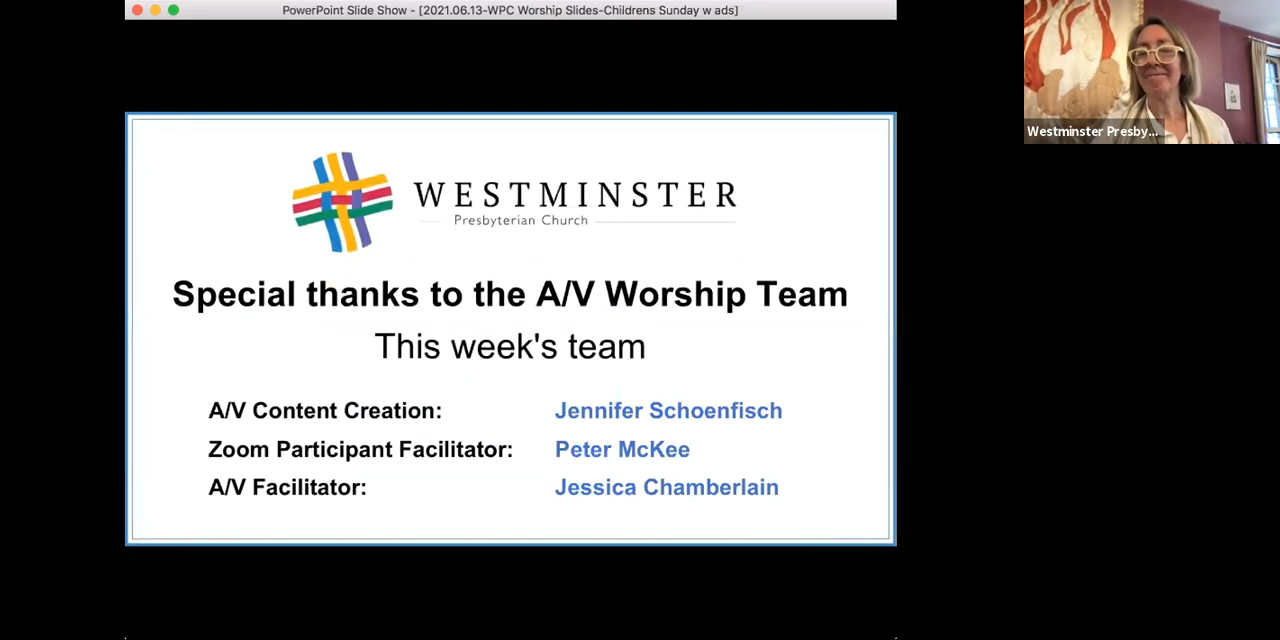 PowerPoint Slide Show - [2021.06.13-WPC Worship Slides-Childrens Sunday w ads]
Westminster Presby...
WESTMINSTER
Presbyterian Church
Special thanks to the A/V Worship Team
This week's team
A/V Content Creation: Jennifer Schoenfisch
Zoom Participant Facilitator: Peter McKee
A/V Facilitator: Jessica Chamberlain